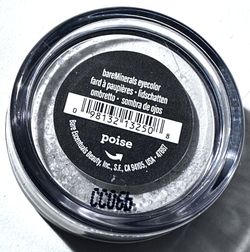 bareMinerals eyecolor
fard à paupières • lidschatten
ombretto • sombra de ojos
0 98132 13250 8
poise
Bare Escentuals Beauty, Inc., S.F., CA 94105, USA • 47807
CC066